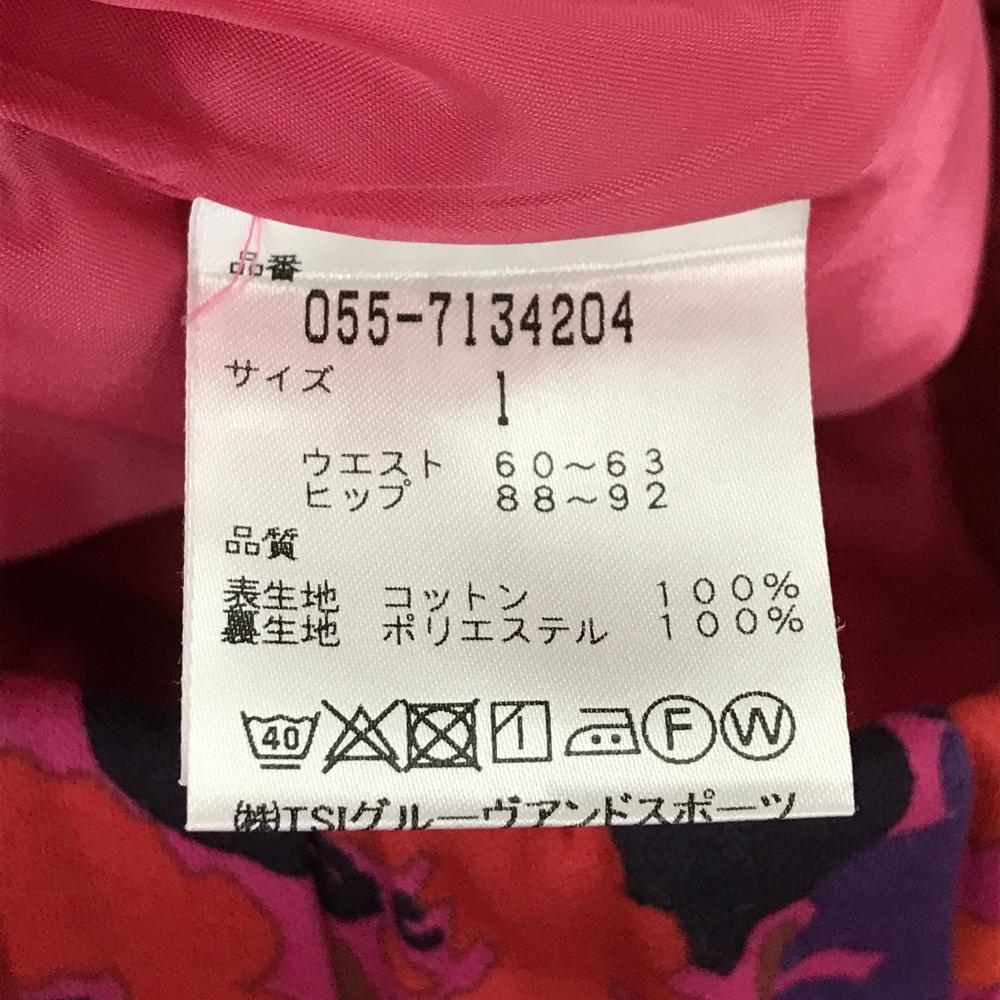 品番
055-7134204
サイズ 1
ウエスト 60〜63
ヒップ 88〜92
品質
表生地 コットン 100%
裏生地 ポリエステル 100%
40 F W
㈱TSIグルーヴアンドスポーツ